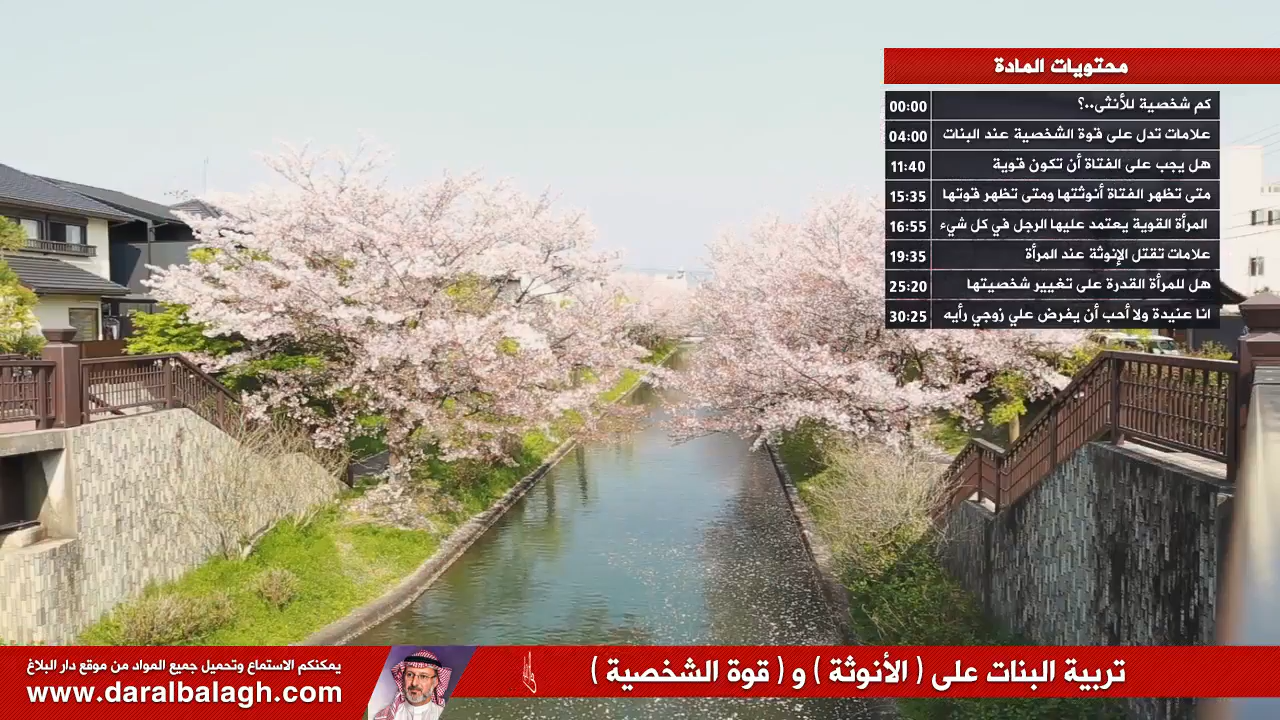 محتويات المادة
كم شخصية للأنثى..؟ 00:00
علامات تدل على قوة الشخصية عند البنات 04:00
هل يجب على الفتاة أن تكون قوية 11:40
متى تظهر الفتاة أنوثتها ومتى تظهر قوتها 15:35
المرأة القوية يعتمد عليها الرجل في كل شيء 16:55
علامات تقتل الإنوثة عند المرأة 19:35
هل للمرأة القدرة على تغيير شخصيتها 25:20
انا عنيدة ولا أحب أن يفرض علي زوجي رأيه 30:25
تربية البنات على ( الأنوثة ) و ( قوة الشخصية )
يمكنكم الاستماع وتحميل جميع المواد من موقع دار البلاغ
www.daralbalagh.com